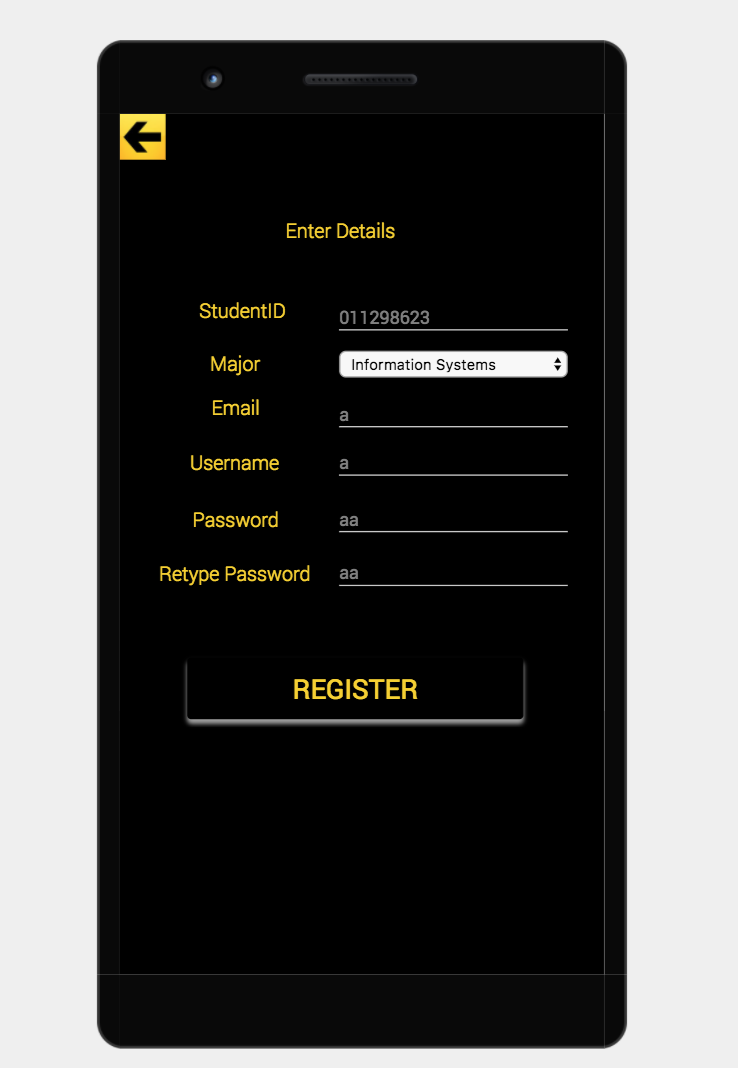 Enter Details
StudentID 011298623
Major Information Systems
Email a
Username a
Password aa
Retype Password aa
REGISTER